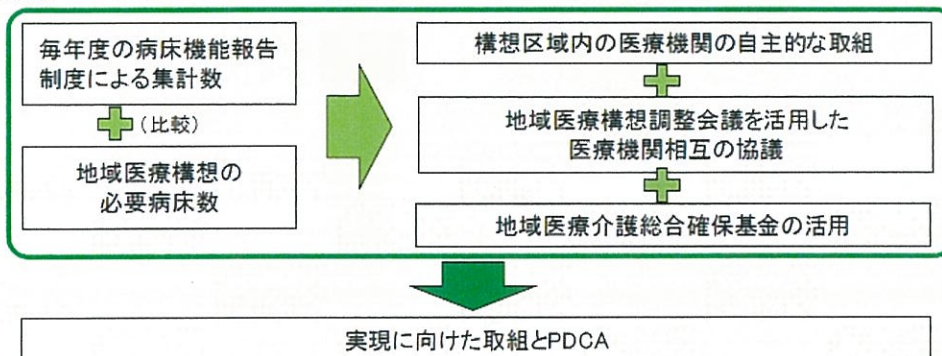 毎年度の病床機能報告
制度による集計数
(比較)
地域医療構想の
必要病床数
構想区域内の医療機関の自主的な取組
地域医療構想調整会議を活用した
医療機関相互の協議
地域医療介護総合確保基金の活用
実現に向けた取組とPDCA